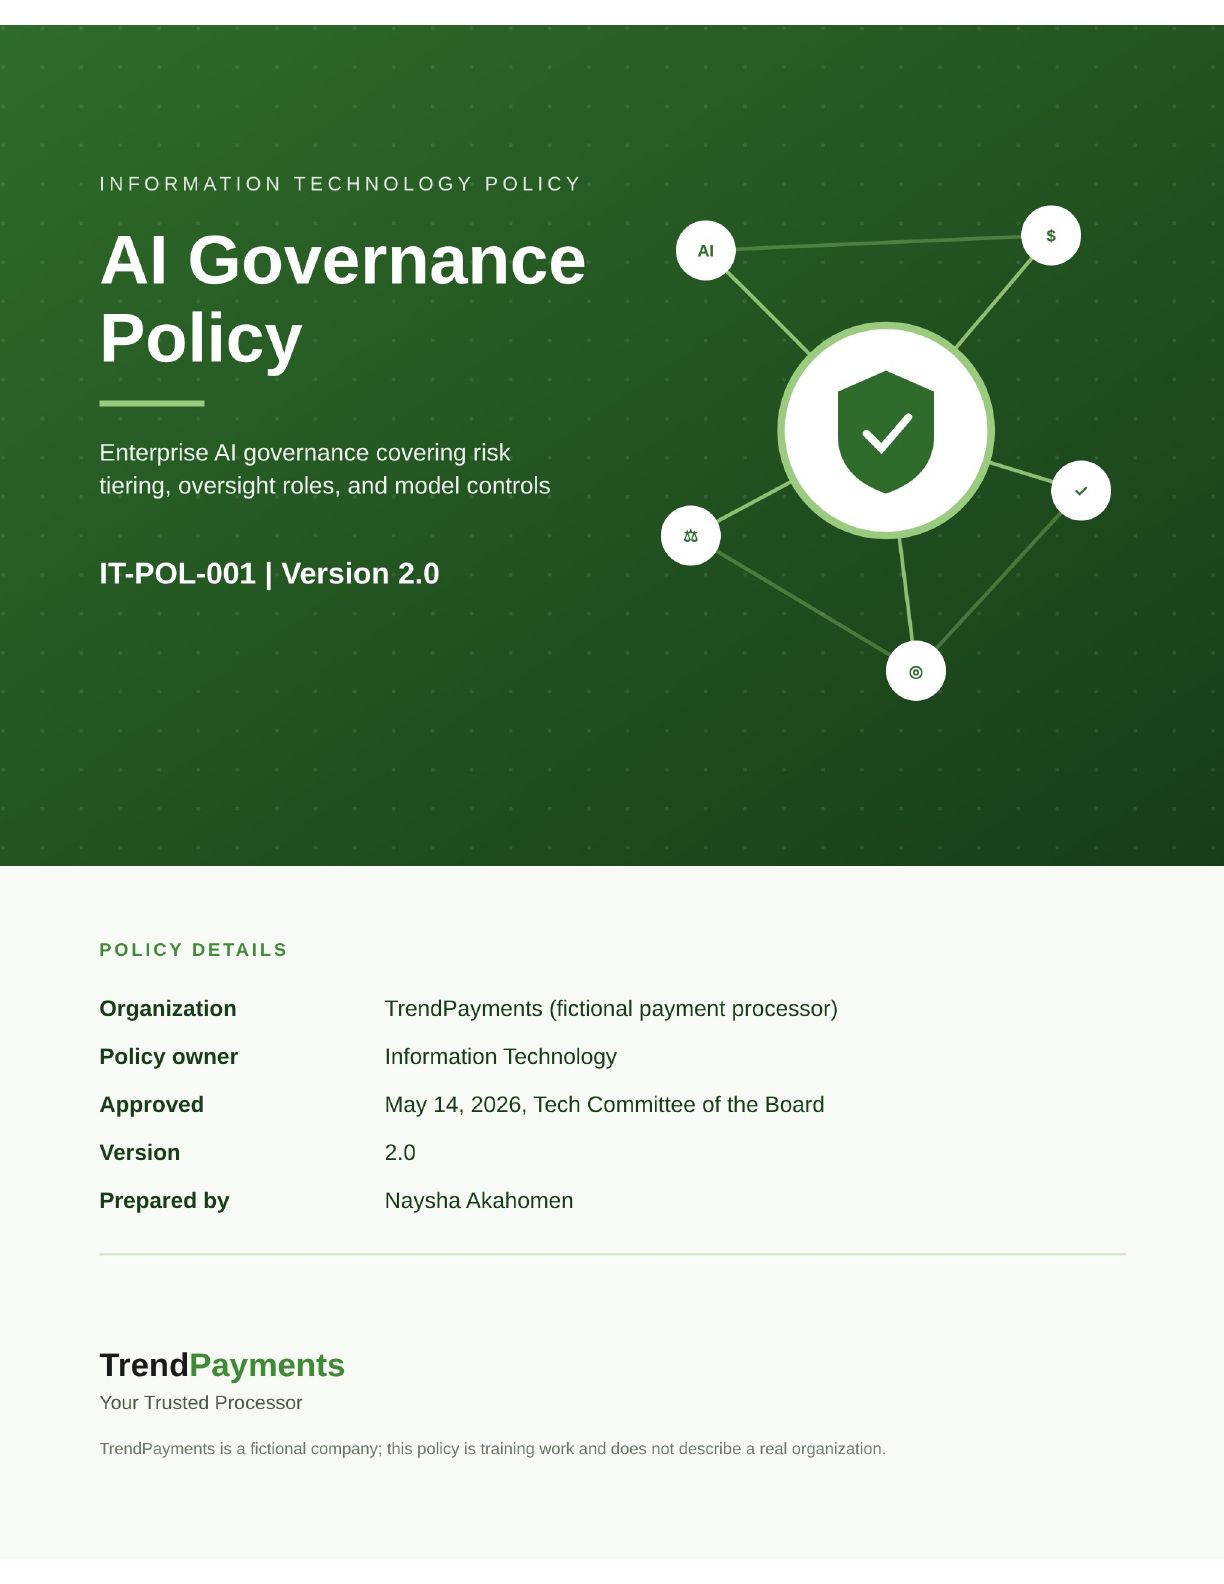 INFORMATION TECHNOLOGY POLICY
AI Governance
Policy
Enterprise AI governance covering risk
tiering, oversight roles, and model controls
IT-POL-001 | Version 2.0
AI
$
✓
⚖
◎
POLICY DETAILS
Organization TrendPayments (fictional payment processor)
Policy owner Information Technology
Approved May 14, 2026, Tech Committee of the Board
Version 2.0
Prepared by Naysha Akahomen
TrendPayments
Your Trusted Processor
TrendPayments is a fictional company; this policy is training work and does not describe a real organization.